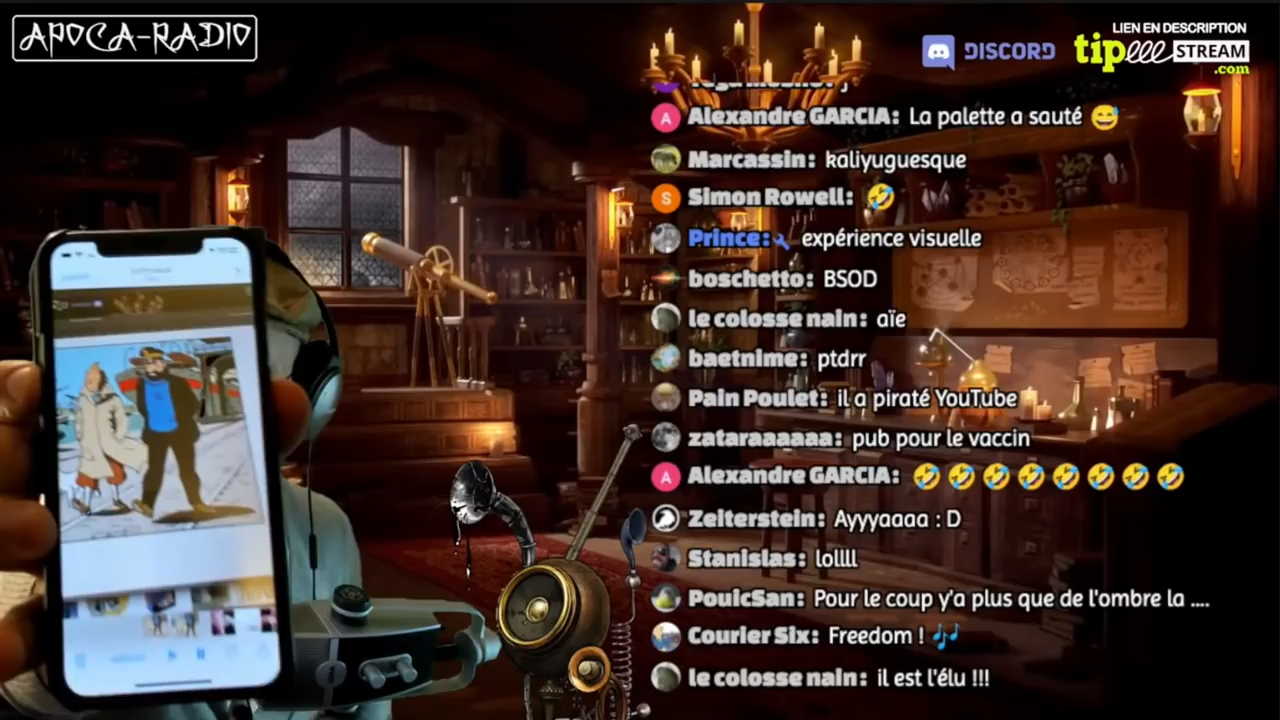 APOCA-RADIO
LIEN EN DESCRIPTION
DISCORD
tipeee STREAM
.com
A Alexandre GARCIA: La palette a sauté 😅
Marcassin: kaliyuguesque
S Simon Rowell: 🤣
Prince: 🔧 expérience visuelle
boschetto: BSOD
le colosse nain: aïe
baetnime: ptdrr
Pain Poulet: il a piraté YouTube
zataraaaaaa: pub pour le vaccin
A Alexandre GARCIA: 🤣🤣🤣🤣🤣🤣🤣🤣
Zeiterstein: Ayyyaaaa : D
Stanislas: lollll
PouicSan: Pour le coup y'a plus que de l'ombre la ....
Courier Six: Freedom ! 🎶
le colosse nain: il est l'élu !!!